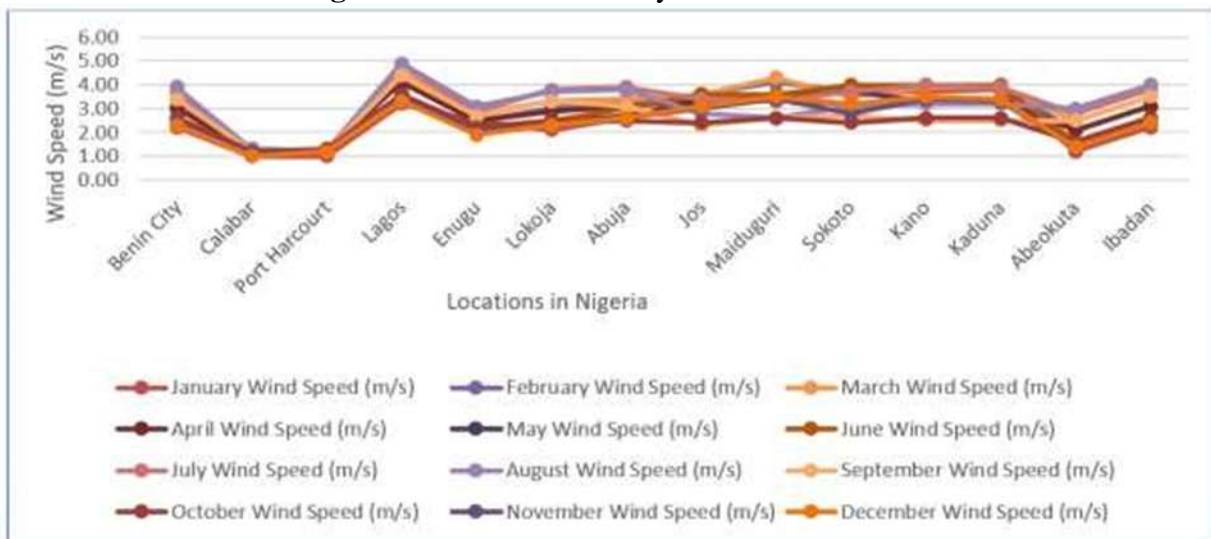 6.00
5.00
4.00
3.00
2.00
1.00
0.00
Wind Speed (m/s)
Benin City
Calabar
Port Harcourt
Lagos
Enugu
Lokoja
Abuja
Jos
Maiduguri
Sokoto
Kano
Kaduna
Abeokuta
Ibadan
Locations in Nigeria
January Wind Speed (m/s) February Wind Speed (m/s) March Wind Speed (m/s)
April Wind Speed (m/s) May Wind Speed (m/s) June Wind Speed (m/s)
July Wind Speed (m/s) August Wind Speed (m/s) September Wind Speed (m/s)
October Wind Speed (m/s) November Wind Speed (m/s) December Wind Speed (m/s)